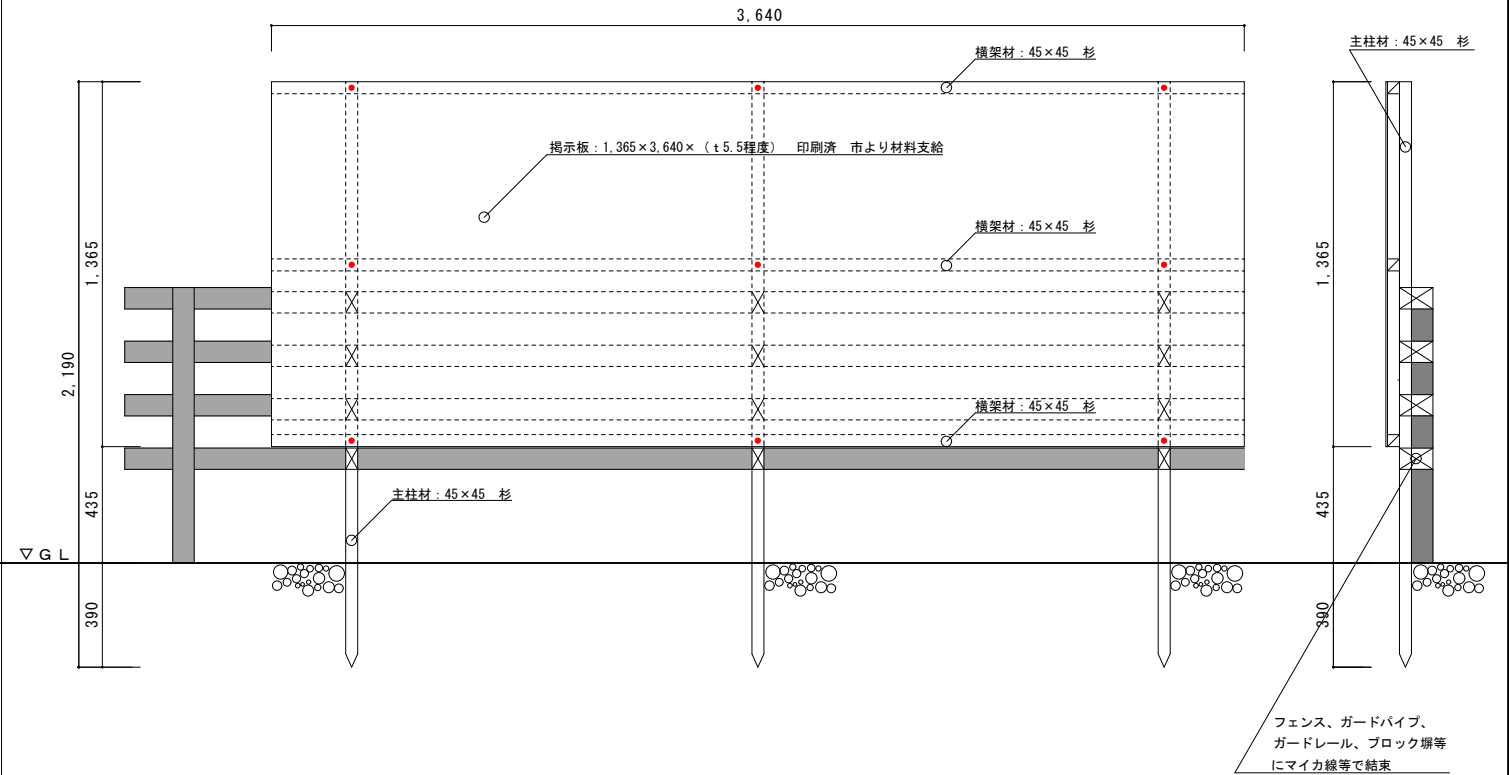 3,640
主柱材：45×45　杉
横架材：45×45　杉
掲示板：1,365×3,640×（ｔ5.5程度）　印刷済　市より材料支給
横架材：45×45　杉
1,365
1,365
2,190
横架材：45×45　杉
主柱材：45×45　杉
435
435
▽ＧＬ
390
390
フェンス、ガードパイプ、
ガードレール、ブロック塀等
にマイカ線等で結束